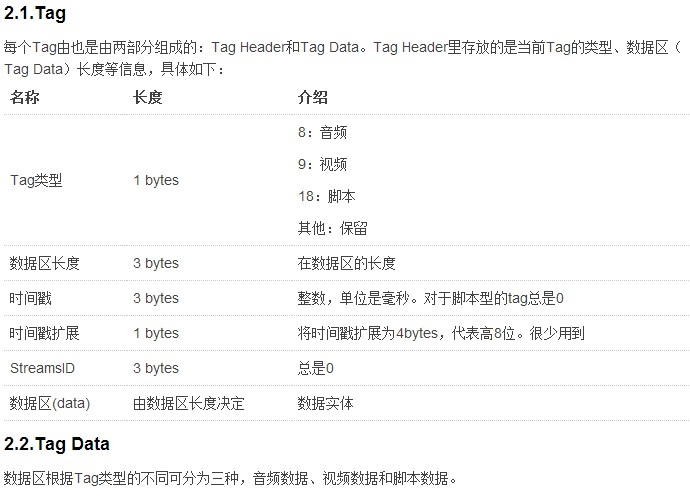 2.1.Tag
每个Tag由也是由两部分组成的：Tag Header和Tag Data。Tag Header里存放的是当前Tag的类型、数据区（
Tag Data）长度等信息，具体如下：
名称 长度 介绍
8：音频
9：视频
Tag类型 1 bytes
18：脚本
其他：保留
数据区长度 3 bytes 在数据区的长度
时间戳 3 bytes 整数，单位是毫秒。对于脚本型的tag总是0
时间戳扩展 1 bytes 将时间戳扩展为4bytes，代表高8位。很少用到
StreamsID 3 bytes 总是0
数据区(data) 由数据区长度决定 数据实体
2.2.Tag Data
数据区根据Tag类型的不同可分为三种，音频数据、视频数据和脚本数据。